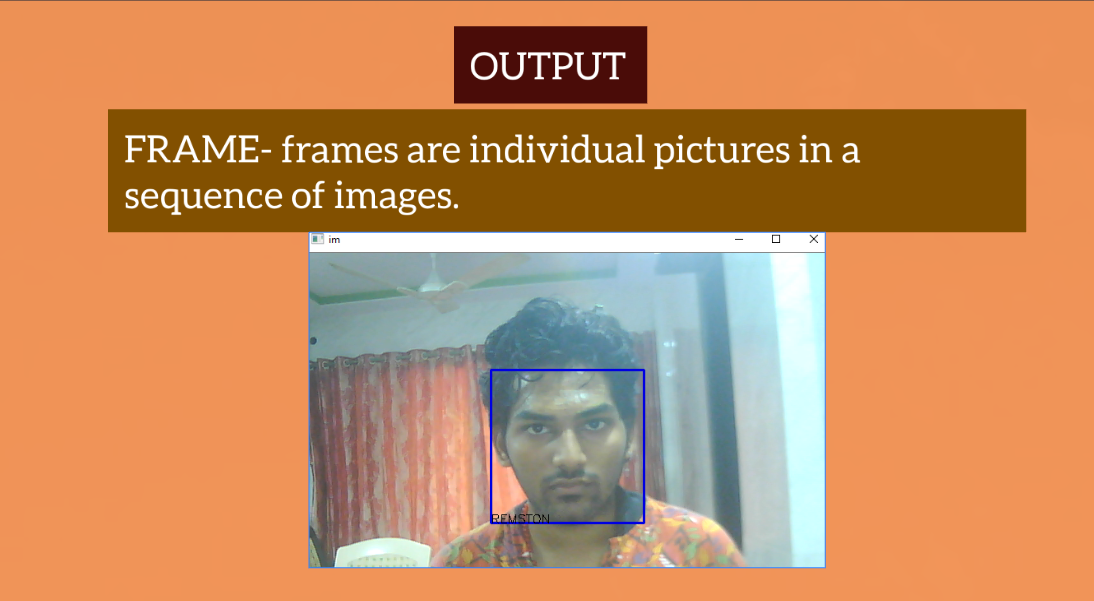 OUTPUT
FRAME- frames are individual pictures in a
sequence of images.
im
REMSTON